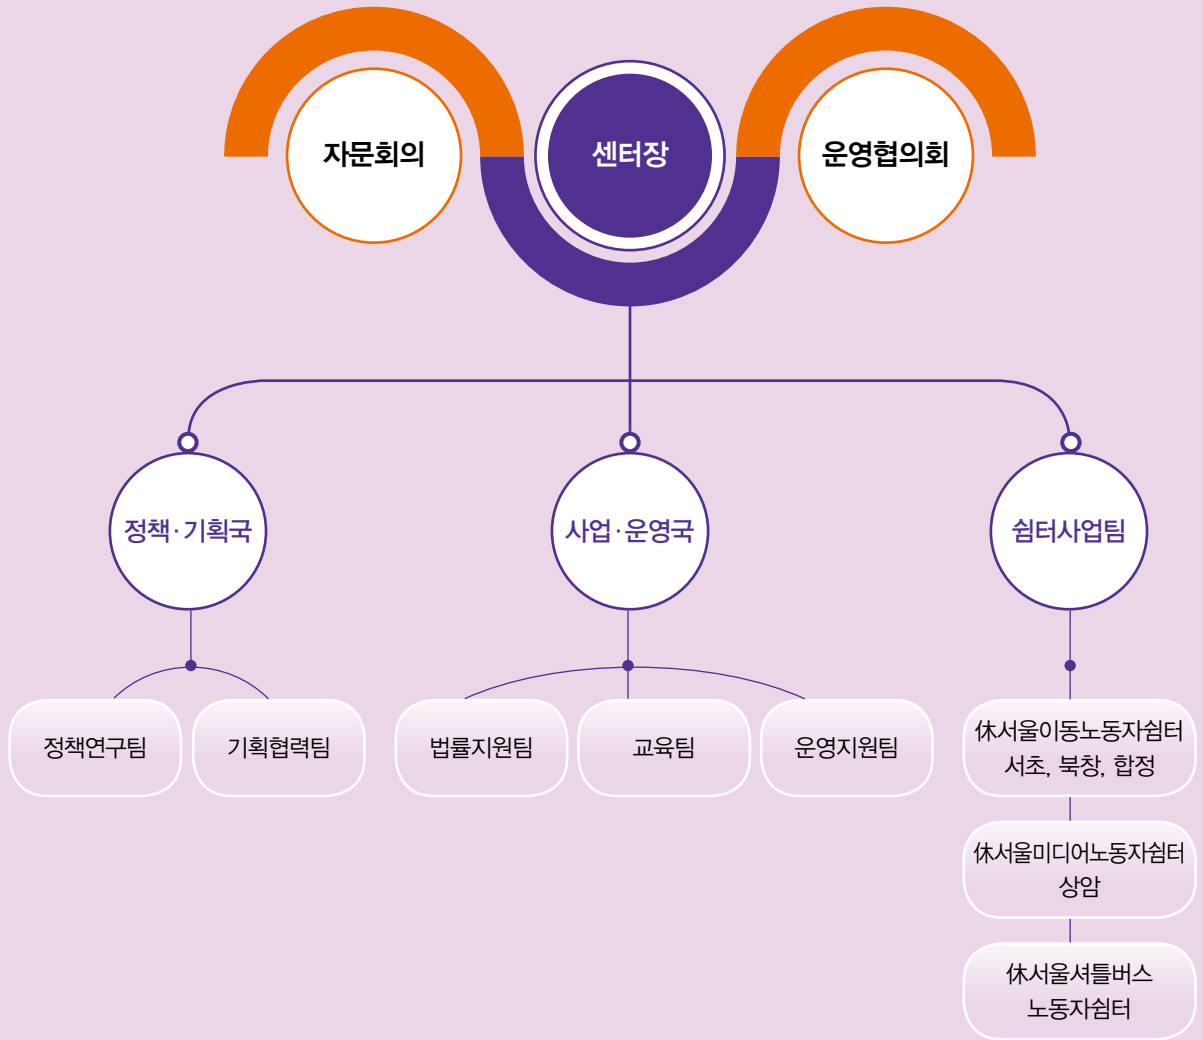 자문회의
센터장
운영협의회
정책·기획국
사업·운영국
쉼터사업팀
정책연구팀
기획협력팀
법률지원팀
교육팀
운영지원팀
休서울이동노동자쉼터
서초, 북창, 합정
休서울미디어노동자쉼터
상암
休서울셔틀버스
노동자쉼터